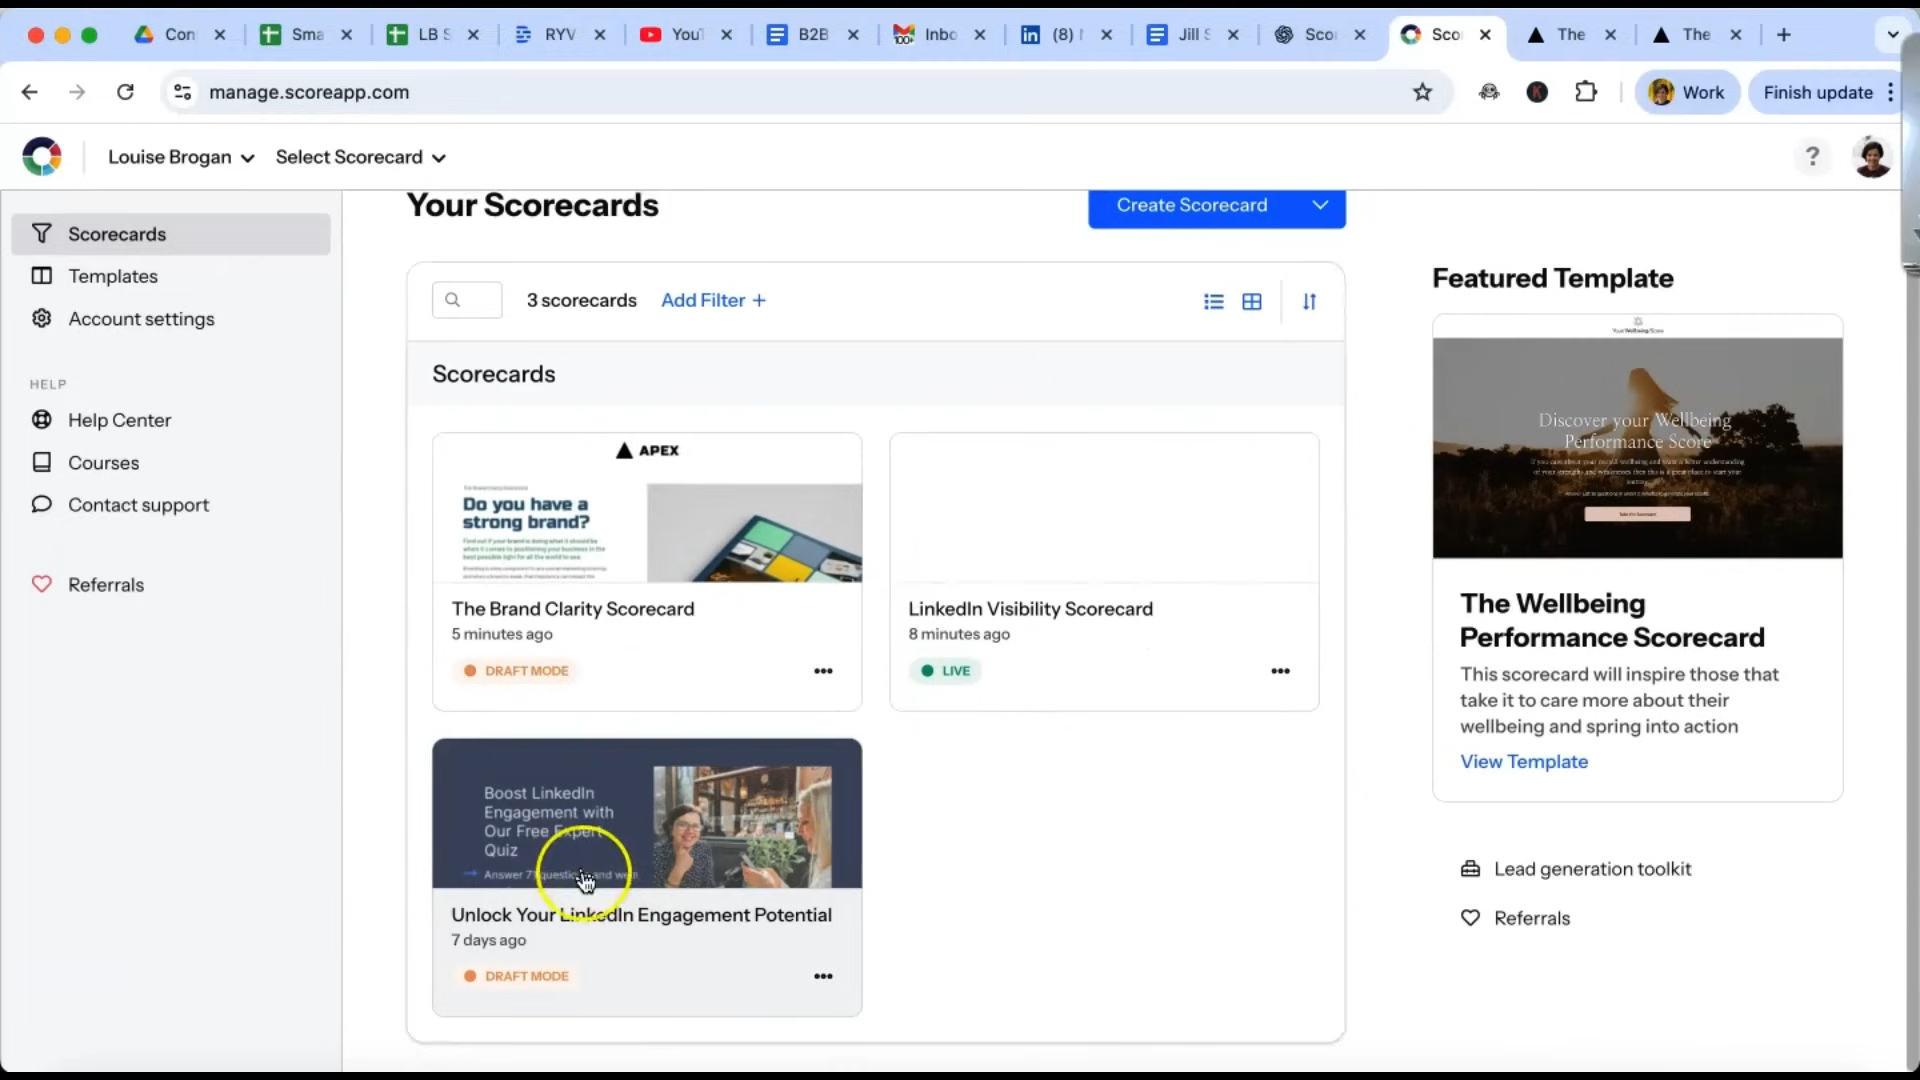 Con
Sma
LB S
RYV
YouT
B2B
Inbo
(8)
Jill S
Sco
Sco
The
The
manage.scoreapp.com
Work
Finish update
Louise Brogan
Select Scorecard
?
Scorecards
Templates
Account settings
HELP
Help Center
Courses
Contact support
Referrals
Your Scorecards
Create Scorecard
3 scorecards
Add Filter +
Scorecards
APEX
Do you have a
strong brand?
The Brand Clarity Scorecard
5 minutes ago
DRAFT MODE
LinkedIn Visibility Scorecard
8 minutes ago
LIVE
Boost LinkedIn
Engagement with
Our Free Expert
Quiz
Unlock Your LinkedIn Engagement Potential
7 days ago
DRAFT MODE
Featured Template
Discover your Wellbeing
Performance Score
The Wellbeing
Performance Scorecard
This scorecard will inspire those that
take it to care more about their
wellbeing and spring into action
View Template
Lead generation toolkit
Referrals